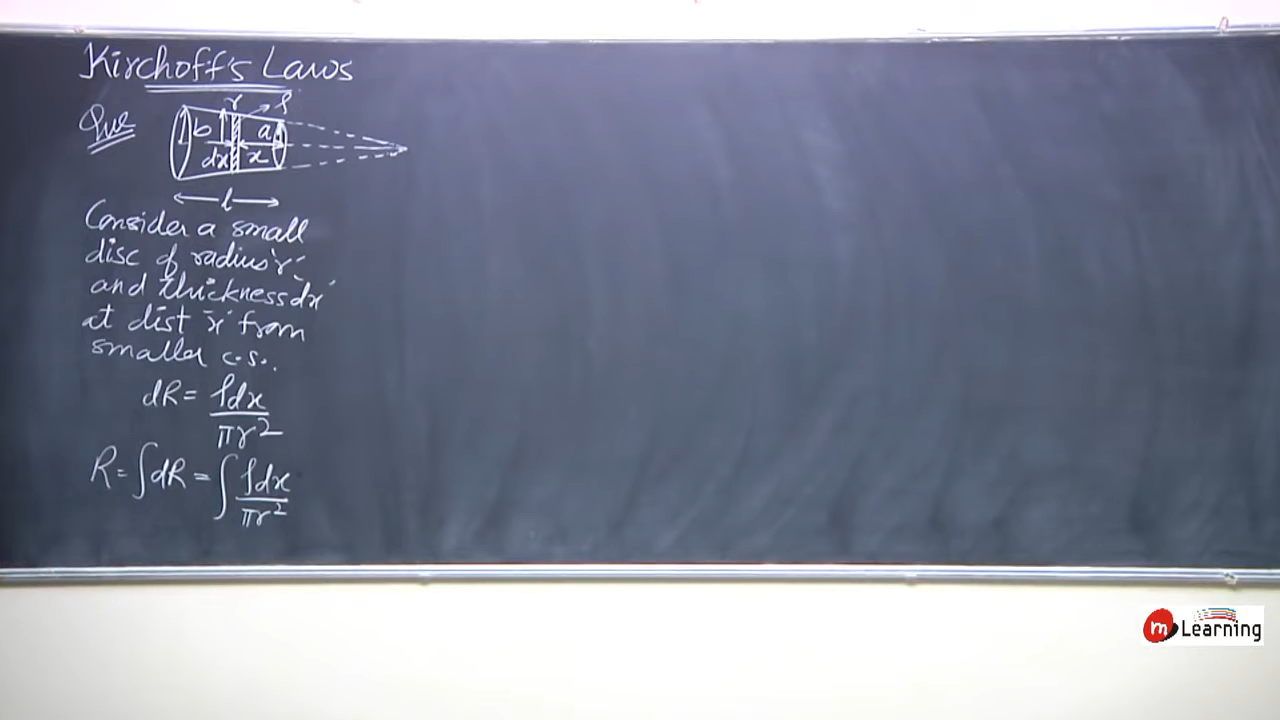 Kirchoff's Laws
Que
r ρ
b a
dx x
l
Consider a small
disc of radius 'r'
and thickness 'dx'
at dist 'x' from
smaller c.s.
dR = ρdx / πr²
R = ∫dR = ∫ ρdx / πr²
m Learning